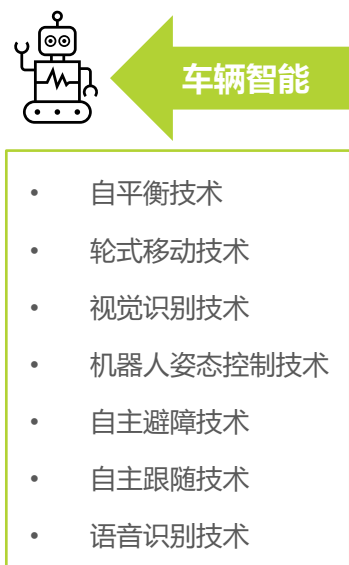 车辆智能
• 自平衡技术
• 轮式移动技术
• 视觉识别技术
• 机器人姿态控制技术
• 自主避障技术
• 自主跟随技术
• 语音识别技术